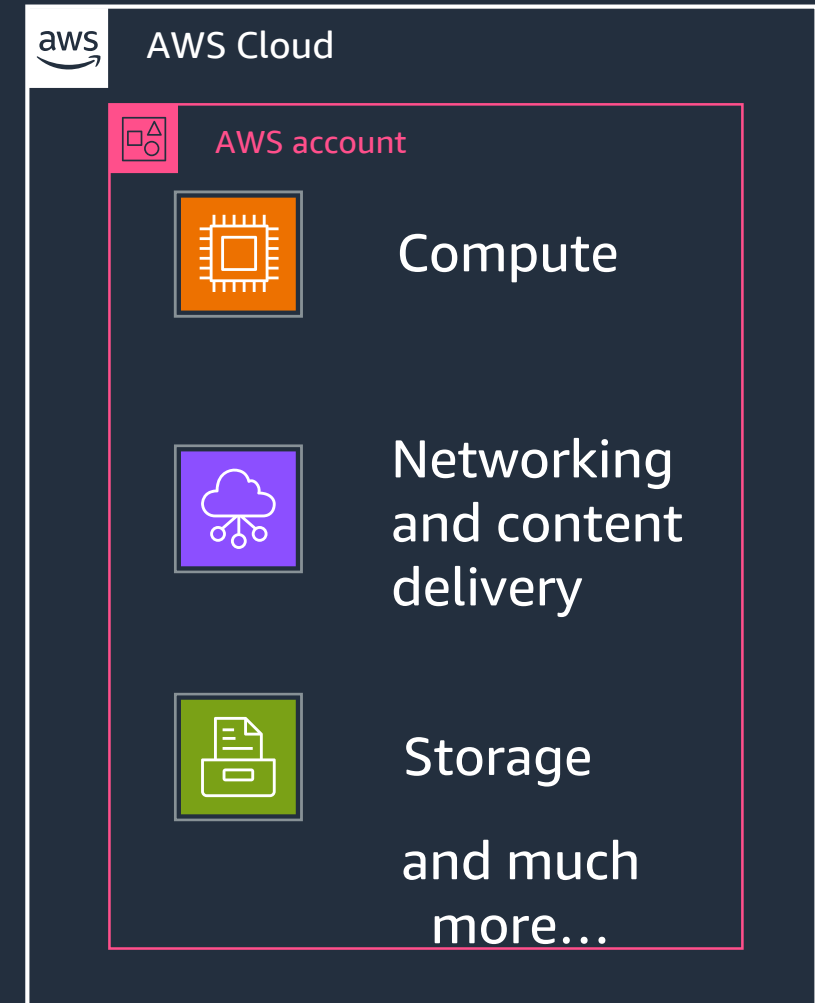 aws
AWS Cloud
AWS account
Compute
Networking
and content
delivery
Storage
and much
more…